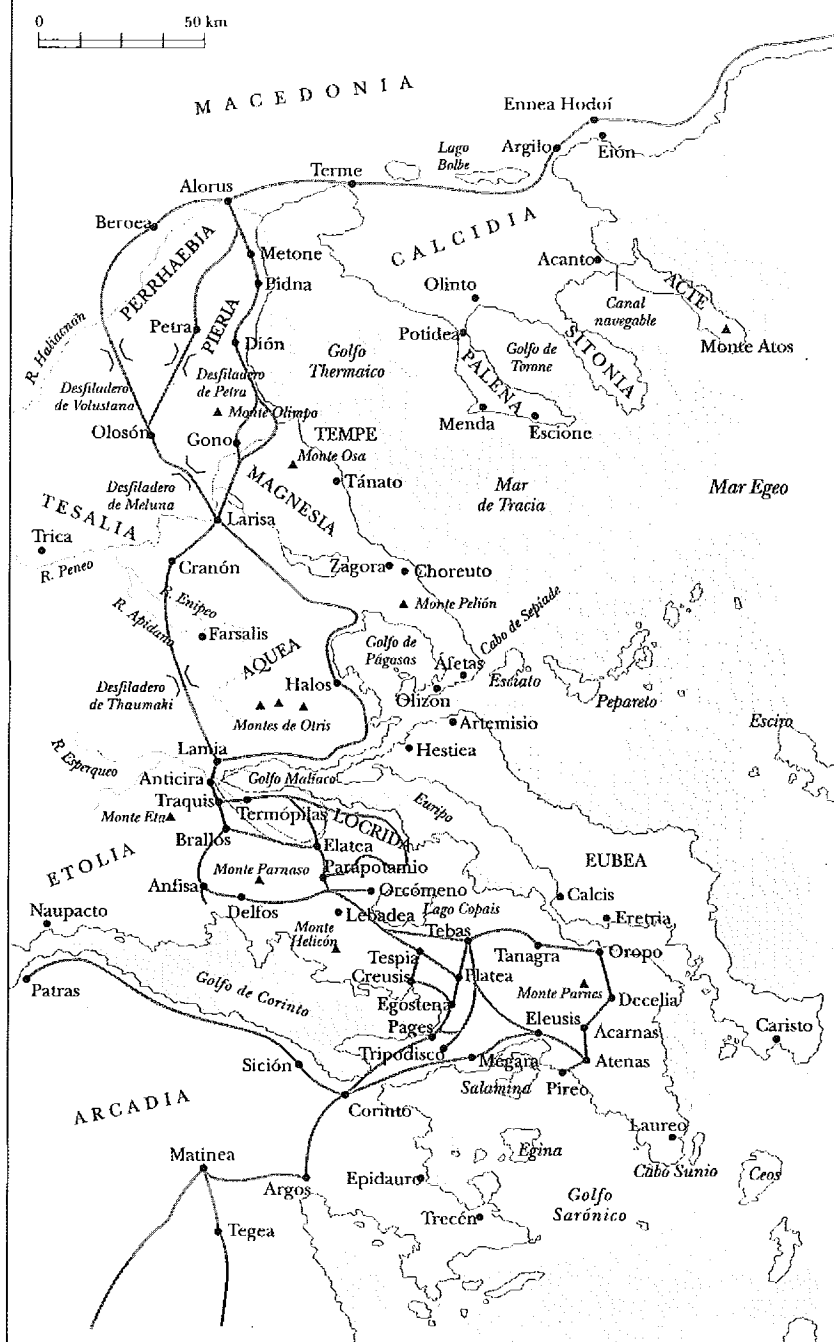 0 50 km
MACEDONIA
Ennea Hodoí
Argilo
Eión
Lago
Bolbe
Terme
Alorus
Beroea
PERRHAEBIA
CALCIDIA
Metone
Acanto
ACTE
Pidna
Olinto
Canal
navegable
R. Haliacnón
Petra
PIERIA
Potidea
SITONIA
Monte Atos
Dión
Golfo
Thermaico
Golfo de
Torone
PALENA
Desfiladero
de Volustana
Desfiladero
de Petra
Monte Olimpo
Menda
Escione
Olosón
Gono
TEMPE
Monte Osa
Tánato
Mar
de Tracia
Mar Egeo
Desfiladero
de Meluna
MAGNESIA
TESALIA
Larisa
Trica
R. Peneo
Cranón
Zagora
Choreuto
R. Enipeo
Monte Pelión
R. Apidano
Farsalis
Cabo de Sepiade
AQUEA
Golfo de
Págasas
Áfetas
Esciato
Pepareto
Desfiladero
de Thaumaki
Halos
Olizón
Montes de Otris
Artemisio
Esciro
Hestiea
Lamia
R. Esperqueo
Golfo Malíaco
Anticira
Traquis
Termópilas
LÓCRIDA
Euripo
Monte Eta
Brallos
Elatea
ETOLIA
EUBEA
Monte Parnaso
Parapotamio
Anfisa
Orcómeno
Calcis
Delfos
Lebadea
Lago Copais
Eretria
Naupacto
Monte
Helicón
Tebas
Tanagra
Oropo
Tespia
Patras
Golfo de Corinto
Creusis
Platea
Monte Parnes
Decelia
Egostena
Eleusis
Acarnas
Caristo
Pages
Tripodisco
Mégara
Atenas
Sición
Salamina
Pireo
ARCADIA
Corinto
Laureo
Matinea
Egina
Cabo Sunio
Ceos
Argos
Epidauro
Golfo
Sarónico
Trecén
Tegea